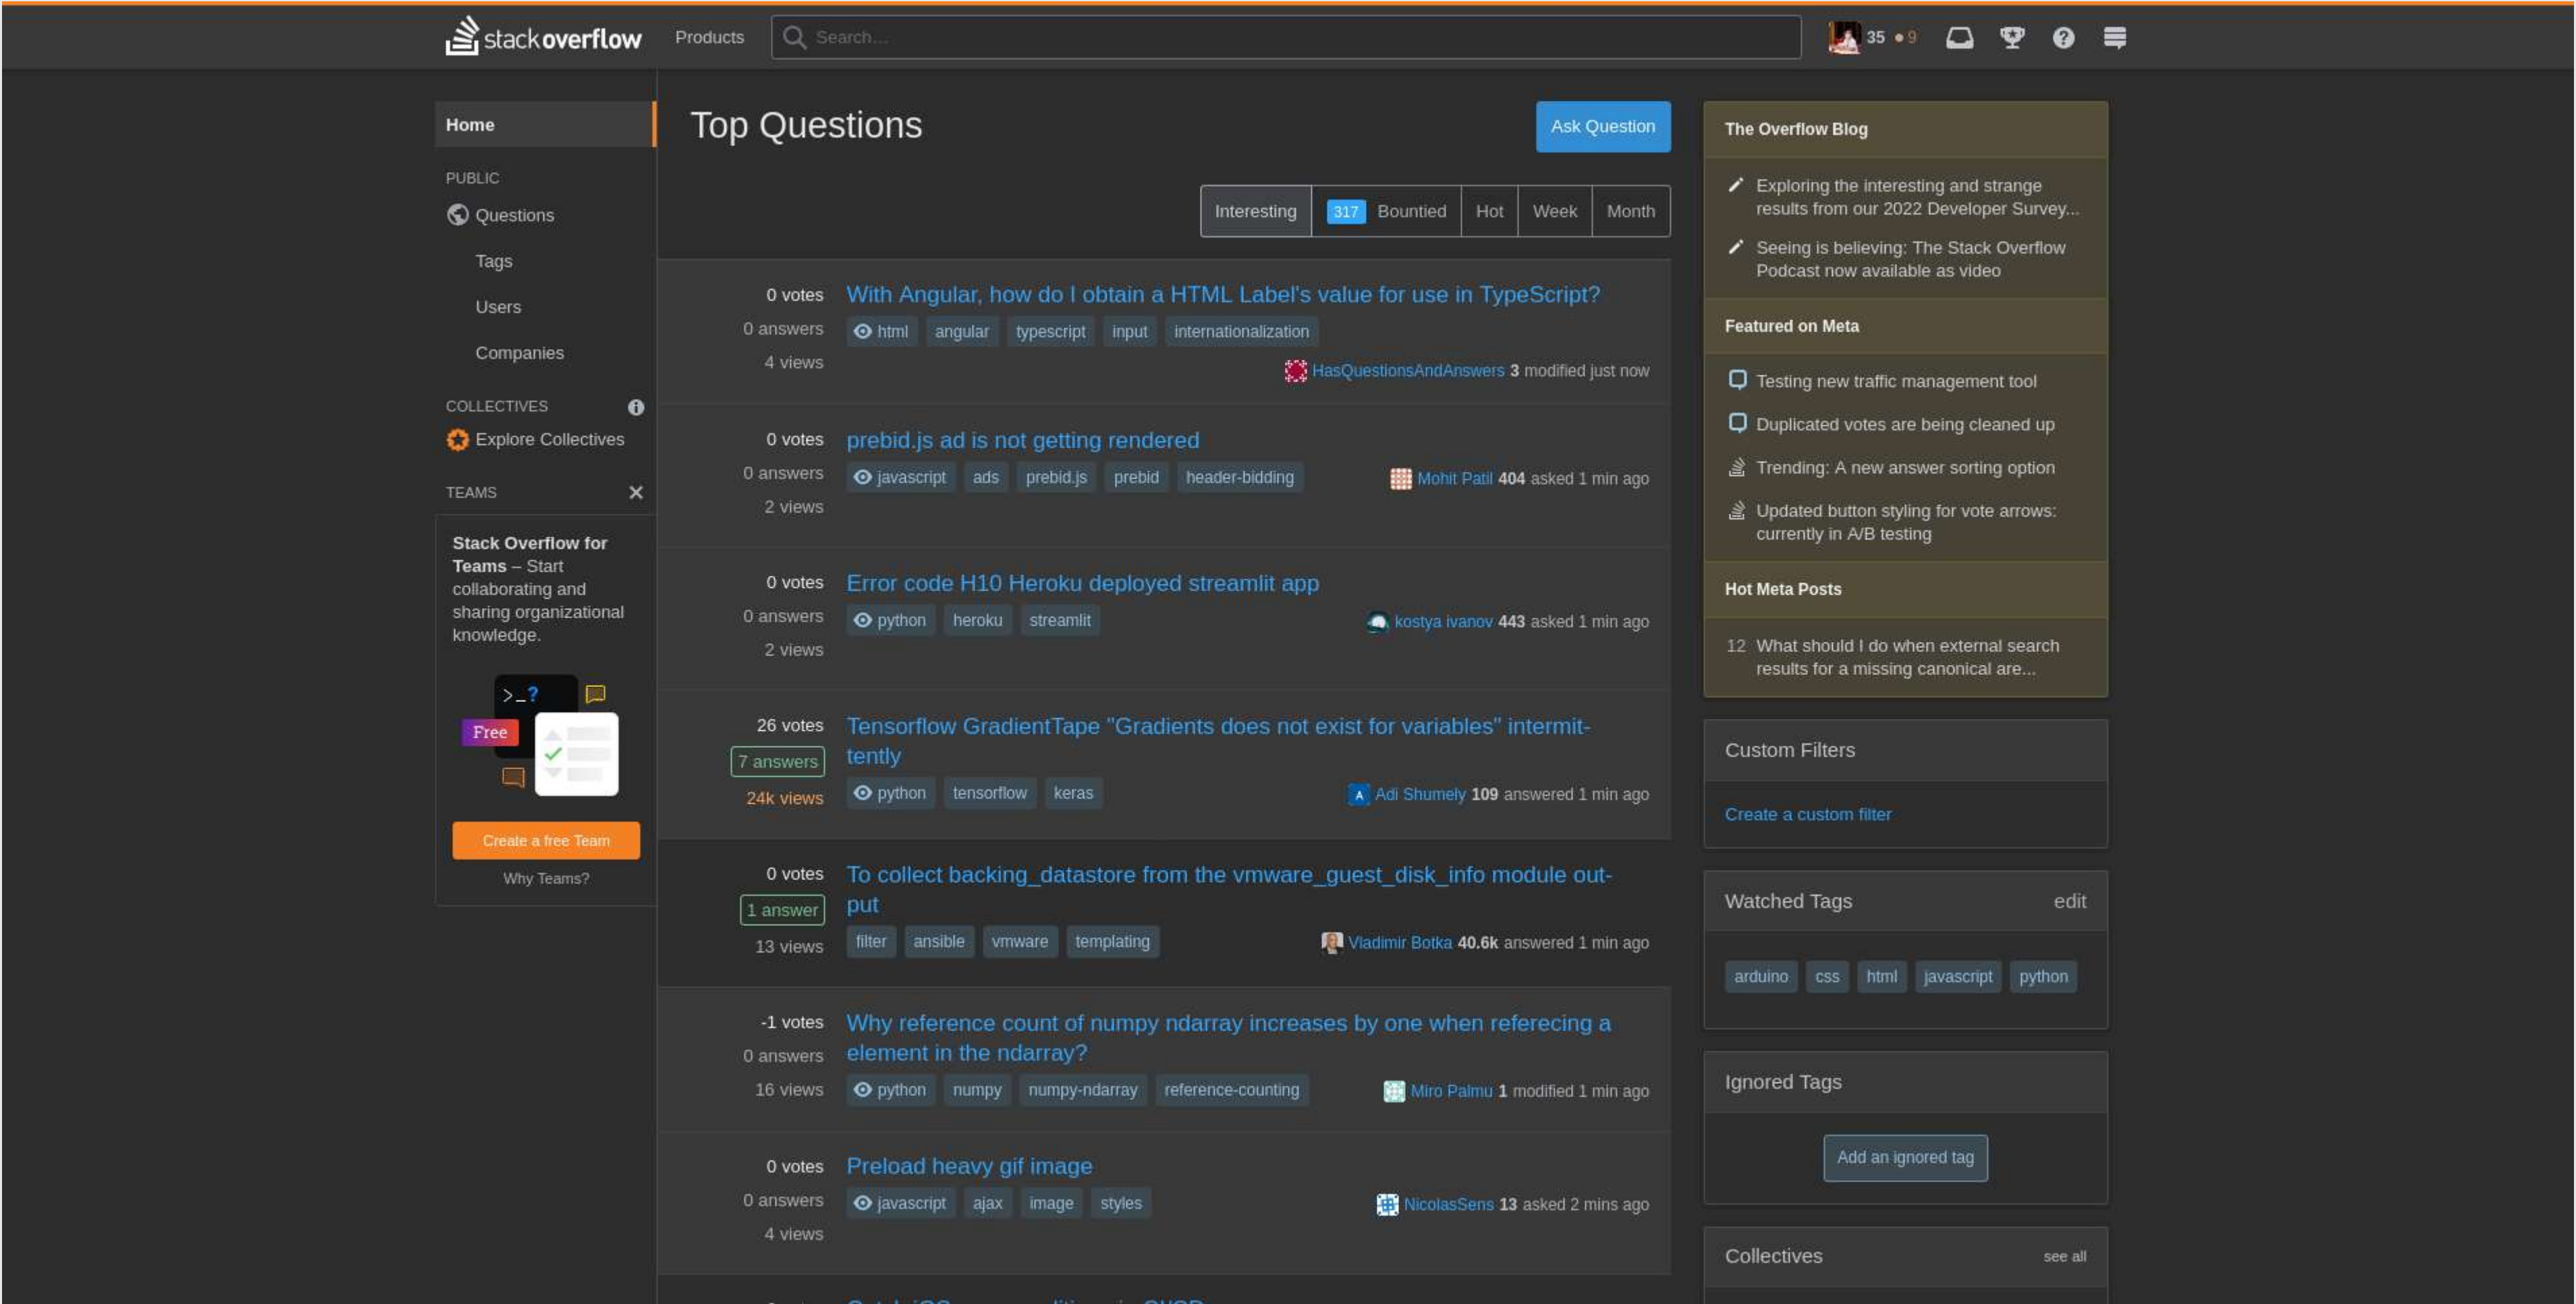 stackoverflow
Products
Search...
35
9
Home
PUBLIC
Questions
Tags
Users
Companies
COLLECTIVES
Explore Collectives
TEAMS
Stack Overflow for
Teams – Start
collaborating and
sharing organizational
knowledge.
>_?
Free
Create a free Team
Why Teams?
Top Questions
Ask Question
Interesting
317 Bountied
Hot
Week
Month
0 votes
0 answers
4 views
With Angular, how do I obtain a HTML Label's value for use in TypeScript?
html angular typescript input internationalization
HasQuestionsAndAnswers 3 modified just now
0 votes
0 answers
2 views
prebid.js ad is not getting rendered
javascript ads prebid.js prebid header-bidding
Mohit Patil 404 asked 1 min ago
0 votes
0 answers
2 views
Error code H10 Heroku deployed streamlit app
python heroku streamlit
kostya ivanov 443 asked 1 min ago
26 votes
7 answers
24k views
Tensorflow GradientTape "Gradients does not exist for variables" intermit-
tently
python tensorflow keras
A Adi Shumely 109 answered 1 min ago
0 votes
1 answer
13 views
To collect backing_datastore from the vmware_guest_disk_info module out-
put
filter ansible vmware templating
Vladimir Botka 40.6k answered 1 min ago
-1 votes
0 answers
16 views
Why reference count of numpy ndarray increases by one when referecing a
element in the ndarray?
python numpy numpy-ndarray reference-counting
Miro Palmu 1 modified 1 min ago
0 votes
0 answers
4 views
Preload heavy gif image
javascript ajax image styles
NicolasSens 13 asked 2 mins ago
The Overflow Blog
Exploring the interesting and strange
results from our 2022 Developer Survey...
Seeing is believing: The Stack Overflow
Podcast now available as video
Featured on Meta
Testing new traffic management tool
Duplicated votes are being cleaned up
Trending: A new answer sorting option
Updated button styling for vote arrows:
currently in A/B testing
Hot Meta Posts
12 What should I do when external search
results for a missing canonical are...
Custom Filters
Create a custom filter
Watched Tags edit
arduino css html javascript python
Ignored Tags
Add an ignored tag
Collectives see all